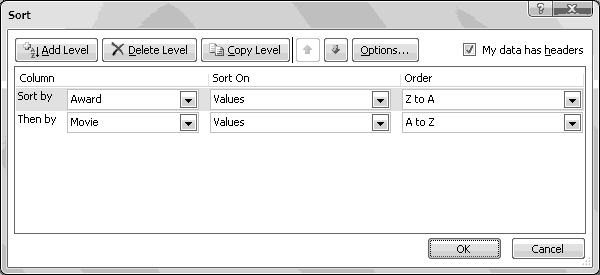 Sort
Add Level Delete Level Copy Level Options... My data has headers
Column Sort On Order
Sort by Award Values Z to A
Then by Movie Values A to Z
OK Cancel